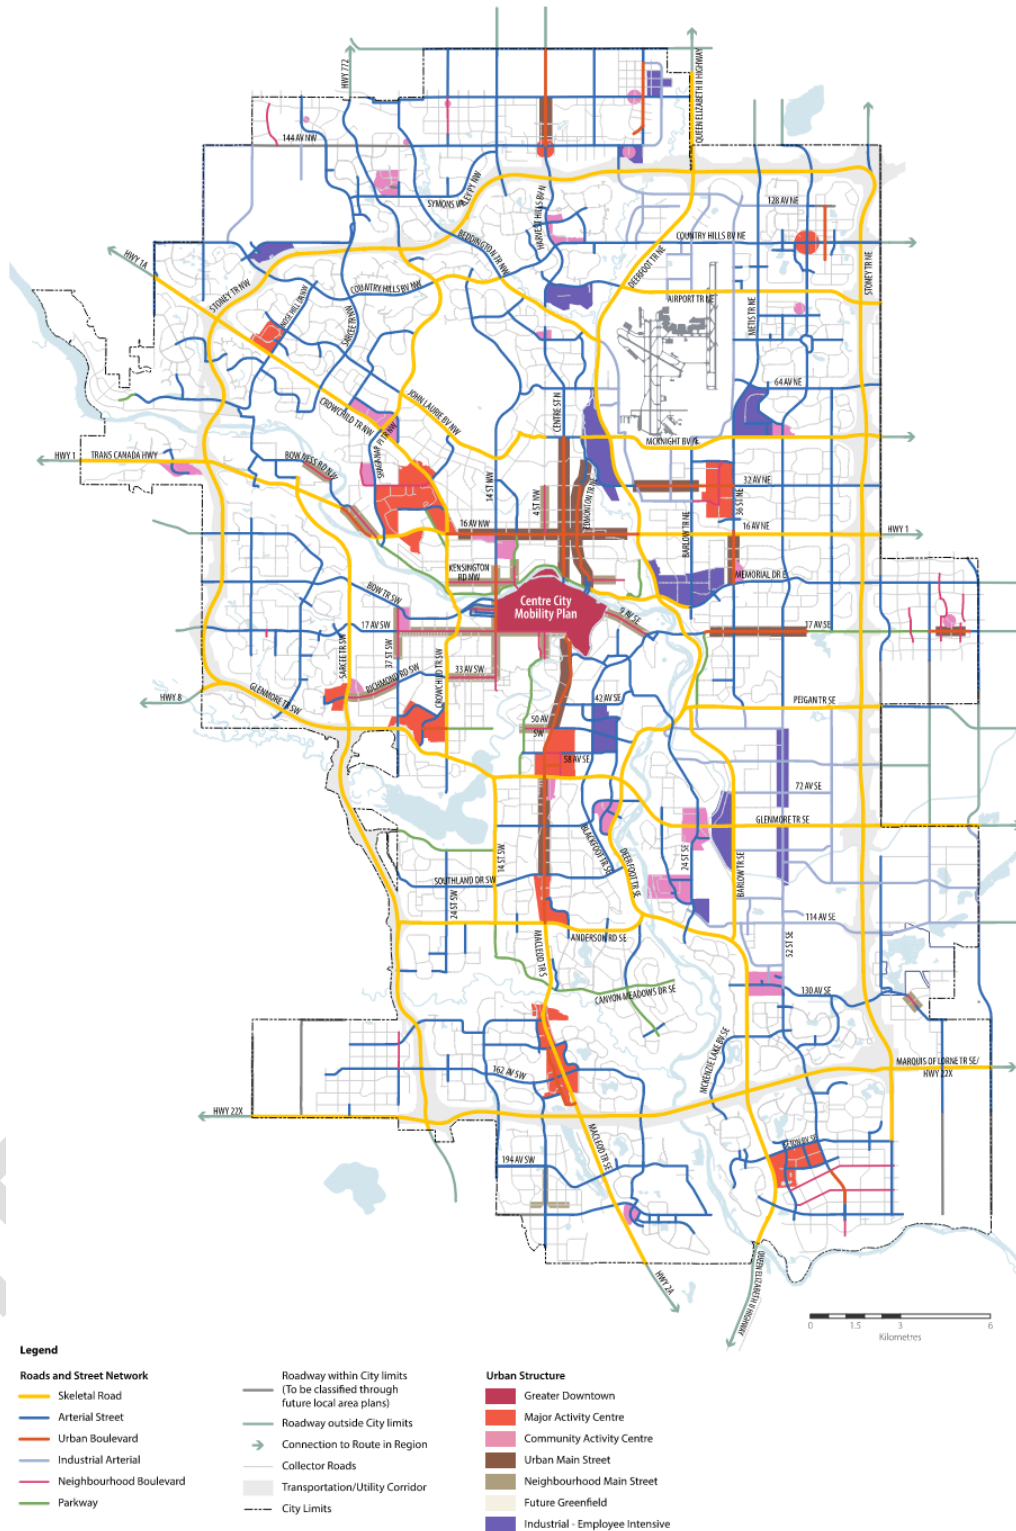 HWY 772
QUEEN ELIZABETH II HIGHWAY
144 AV NW
SYMONS
128 AV NE
HARVEST HILLS BV N
BEDDINGTON TR NW
COUNTRY HILLS BV NE
DEERFOOT TR NE
STONEY TR NE
HWY 1A
STONEY TR NW
COUNTRY HILLS BV NW
AIRPORT TR NE
METIS TR NE
SARCEE TR NW
64 AV NE
CENTRE ST N
JOHN LAURIE BV NW
CROWCHILD TR NW
MCKNIGHT BV NE
HWY 1
TRANS CANADA HWY
BOWNESS RD NW
SHAGANAPPI TR NW
14 ST NW
4 ST NW
EDMONTON TR NE
32 AV NE
36 ST NE
16 AV NW
16 AV NE
HWY 1
BARLOW TR NE
KENSINGTON
RD NW
MEMORIAL DR E
BOW TR SW
Centre City
Mobility Plan
9 AV SE
17 AV SW
17 AV SE
37 ST SW
SARCEE TR SW
RICHMOND RD SW
33 AV SW
CROWCHILD TR SW
HWY 8
GLENMORE TR SW
42 AV SE
PEIGAN TR SE
50 AV
SW
58 AV SE
72 AV SE
GLENMORE TR SE
BLACKFOOT TR SE
DEERFOOT TR SE
24 ST SE
BARLOW TR SE
14 ST SW
SOUTHLAND DR SW
24 ST SW
114 AV SE
ANDERSON RD SE
MACLEOD TR S
52 ST SE
CANYON MEADOWS DR SE
130 AV SE
MCKENZIE LAKE BV SE
162 AV SW
MARQUIS OF LORNE TR SE/
HWY 22X
HWY 22X
MACLEOD TR SE
194 AV SW
HWY 2A
QUEEN ELIZABETH II HIGHWAY
0 1.5 3 6
Kilometres
Legend
Roads and Street Network
Skeletal Road
Arterial Street
Urban Boulevard
Industrial Arterial
Neighbourhood Boulevard
Parkway
Roadway within City limits
(To be classified through
future local area plans)
Roadway outside City limits
Connection to Route in Region
Collector Roads
Transportation/Utility Corridor
City Limits
Urban Structure
Greater Downtown
Major Activity Centre
Community Activity Centre
Urban Main Street
Neighbourhood Main Street
Future Greenfield
Industrial - Employee Intensive